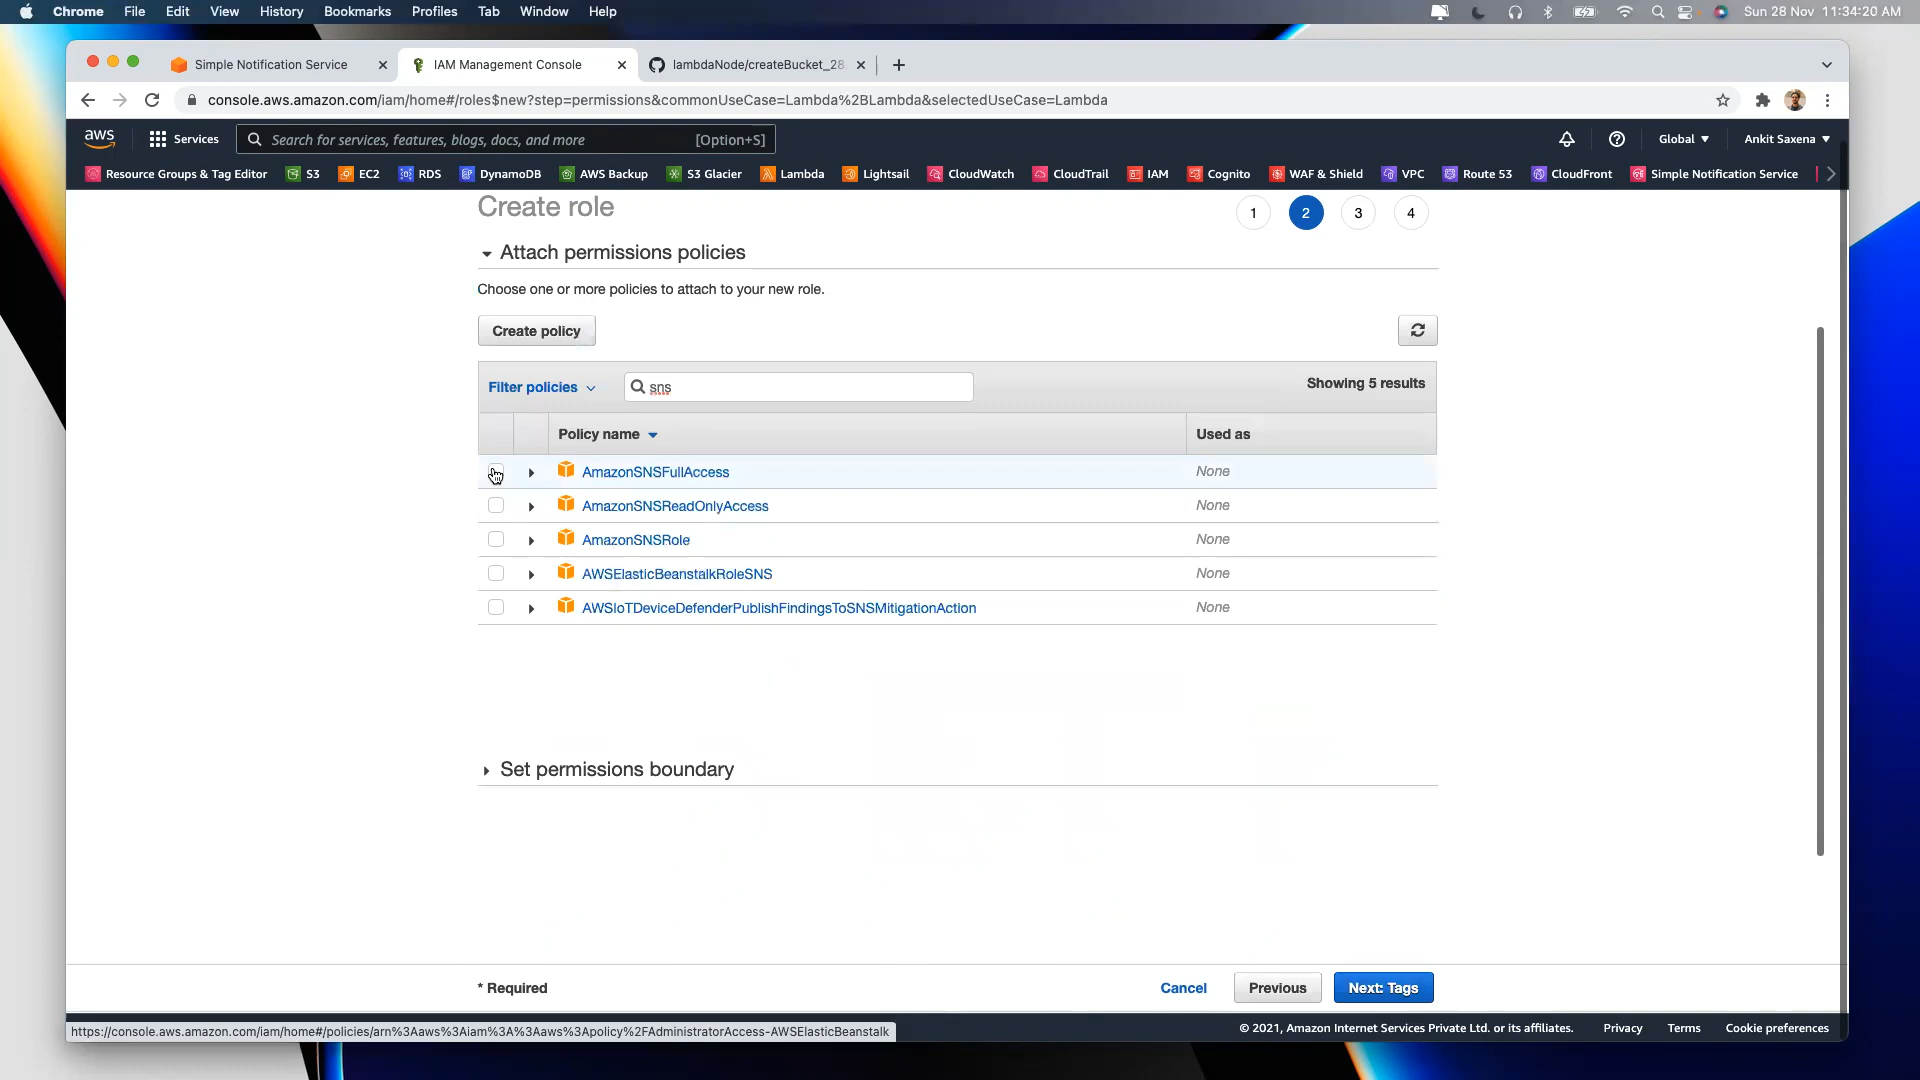 Chrome File Edit View History Bookmarks Profiles Tab Window Help Sun 28 Nov 11:34:20 AM
Simple Notification Service IAM Management Console lambdaNode/createBucket_28
console.aws.amazon.com/iam/home#/roles$new?step=permissions&commonUseCase=Lambda%2BLambda&selectedUseCase=Lambda
aws Services Search for services, features, blogs, docs, and more [Option+S] Global Ankit Saxena
Resource Groups & Tag Editor S3 EC2 RDS DynamoDB AWS Backup S3 Glacier Lambda Lightsail CloudWatch CloudTrail IAM Cognito WAF & Shield VPC Route 53 CloudFront Simple Notification Service
Create role 1 2 3 4
Attach permissions policies
Choose one or more policies to attach to your new role.
Create policy
Filter policies sns Showing 5 results
Policy name Used as
AmazonSNSFullAccess None
AmazonSNSReadOnlyAccess None
AmazonSNSRole None
AWSElasticBeanstalkRoleSNS None
AWSIoTDeviceDefenderPublishFindingsToSNSMitigationAction None
Set permissions boundary
* Required Cancel Previous Next: Tags
https://console.aws.amazon.com/iam/home#/policies/arn%3Aaws%3Aiam%3A%3Aaws%3Apolicy%2FAdministratorAccess-AWSElasticBeanstalk
© 2021, Amazon Internet Services Private Ltd. or its affiliates. Privacy Terms Cookie preferences